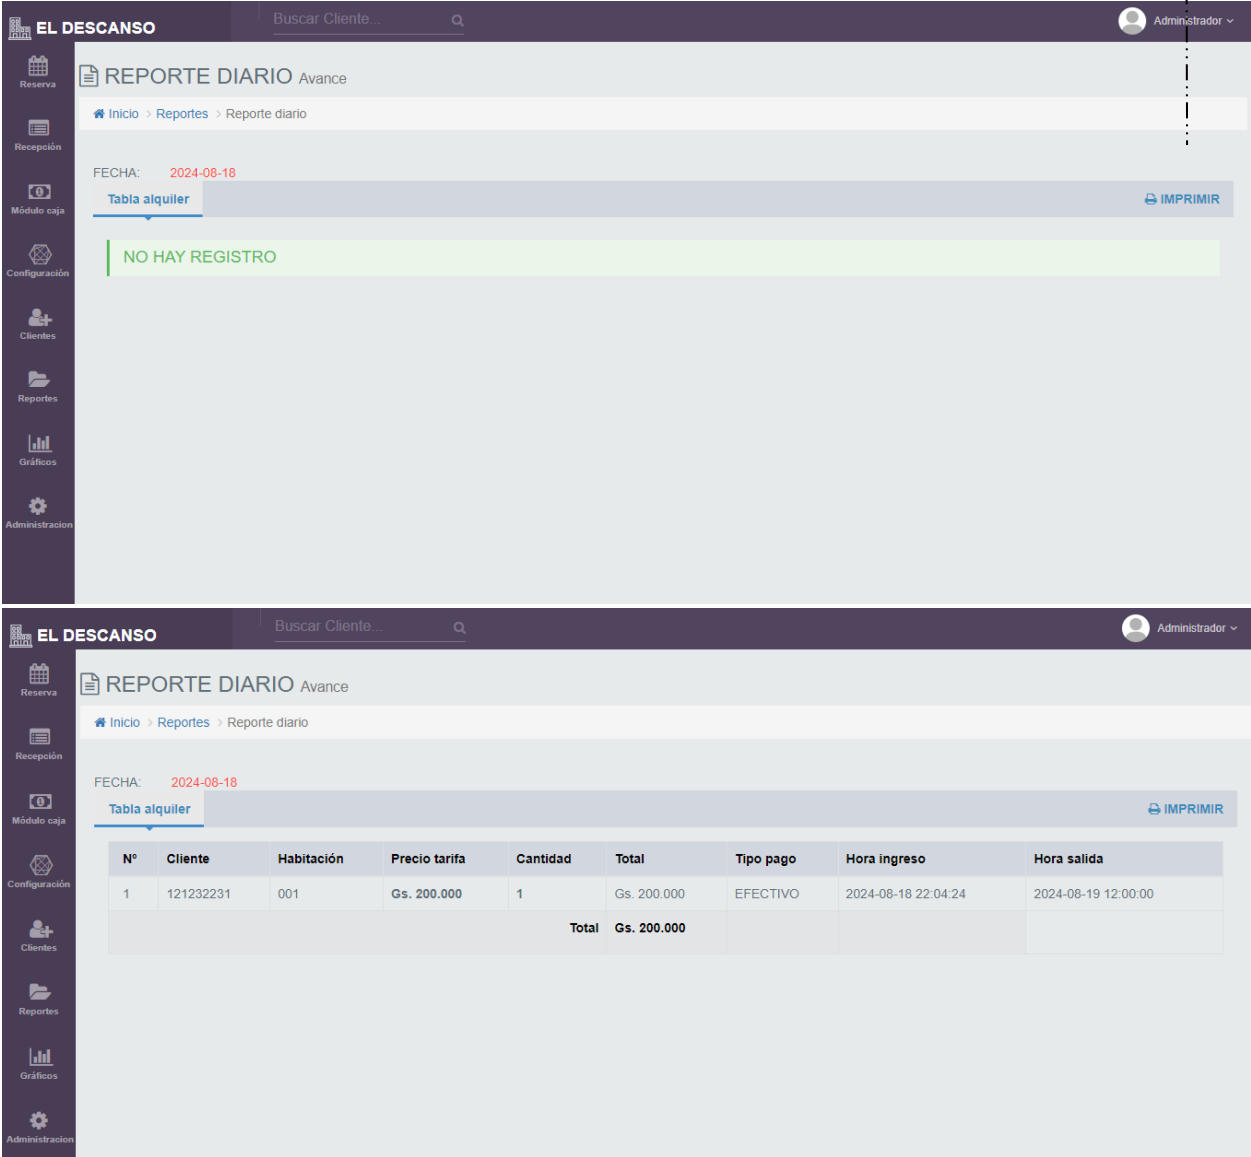 EL DESCANSO
Buscar Cliente...
Administrador
Reserva
Recepción
Módulo caja
Configuración
Clientes
Reportes
Gráficos
Administracion
REPORTE DIARIO Avance
Inicio > Reportes > Reporte diario
FECHA: 2024-08-18
Tabla alquiler
IMPRIMIR
NO HAY REGISTRO
EL DESCANSO
Buscar Cliente...
Administrador
Reserva
Recepción
Módulo caja
Configuración
Clientes
Reportes
Gráficos
Administracion
REPORTE DIARIO Avance
Inicio > Reportes > Reporte diario
FECHA: 2024-08-18
Tabla alquiler
IMPRIMIR
Nº Cliente Habitación Precio tarifa Cantidad Total Tipo pago Hora ingreso Hora salida
1 121232231 001 Gs. 200.000 1 Gs. 200.000 EFECTIVO 2024-08-18 22:04:24 2024-08-19 12:00:00
Total Gs. 200.000